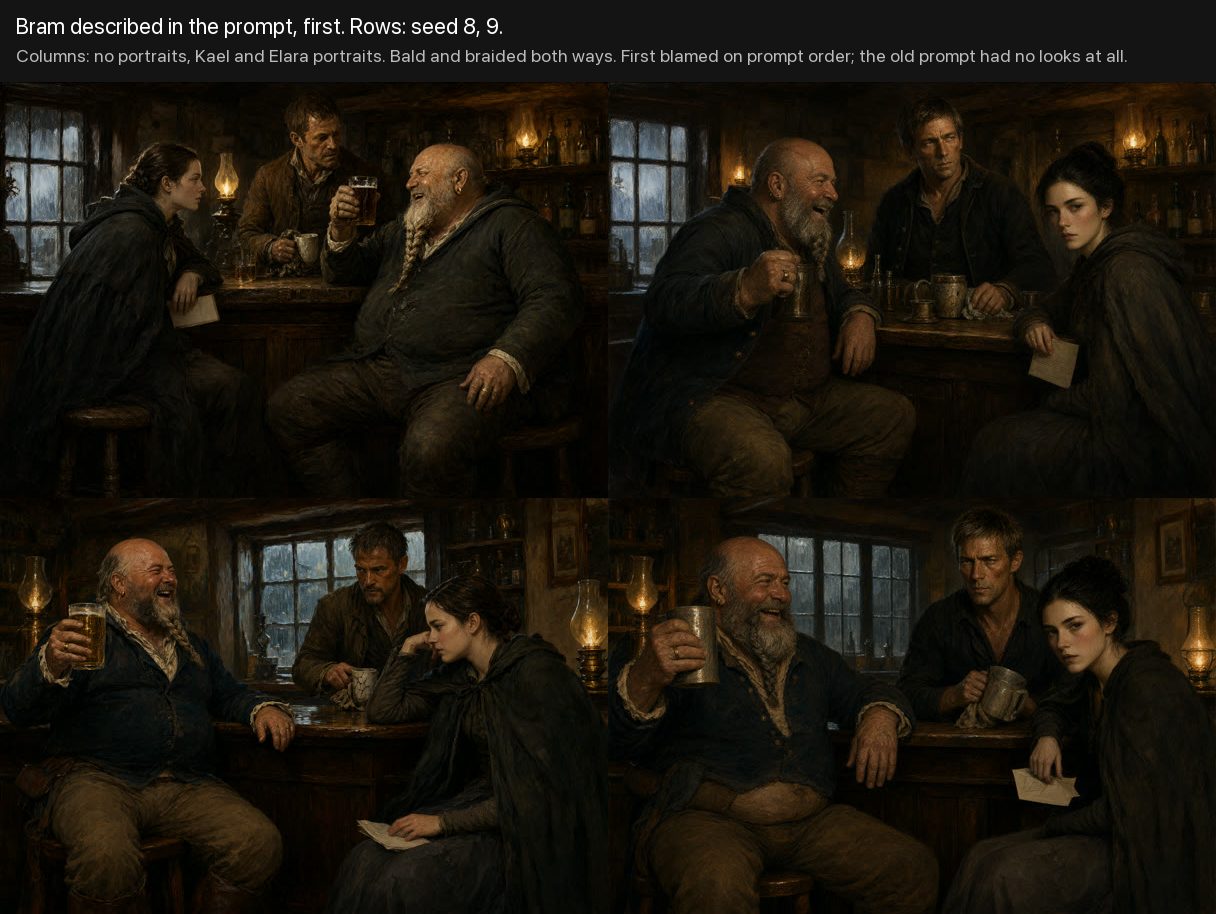 Bram described in the prompt, first. Rows: seed 8, 9.
Columns: no portraits, Kael and Elara portraits. Bald and braided both ways. First blamed on prompt order; the old prompt had no looks at all.